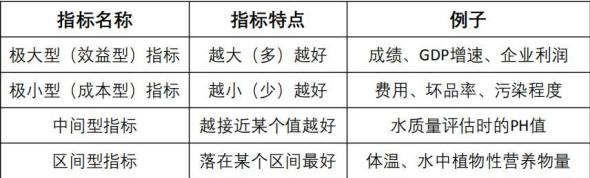 指标名称 指标特点 例子
极大型（效益型）指标 越大（多）越好 成绩、GDP增速、企业利润
极小型（成本型）指标 越小（少）越好 费用、坏品率、污染程度
中间型指标 越接近某个值越好 水质量评估时的PH值
区间型指标 落在某个区间最好 体温、水中植物性营养物量